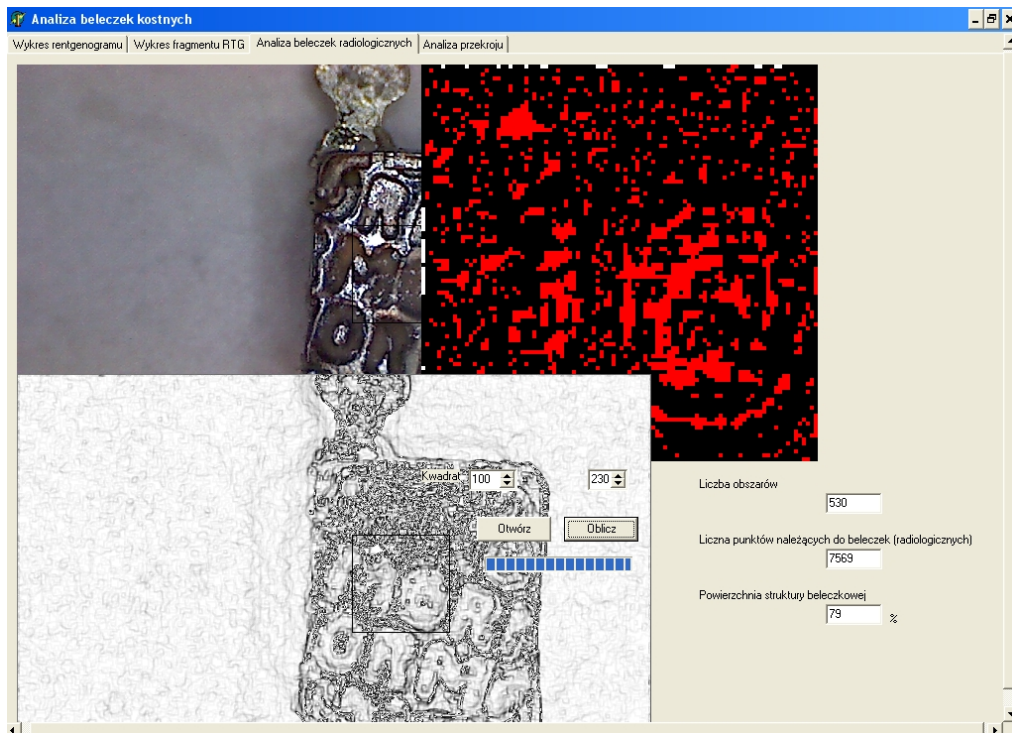 Analiza beleczek kostnych
Wykres rentgenogramu Wykres fragmentu RTG Analiza beleczek radiologicznych Analiza przekroju
Kwadrat 100 230
Otwórz Oblicz
Liczba obszarów
530
Liczna punktów należących do beleczek (radiologicznych)
7569
Powierzchnia struktury beleczkowej
79 %